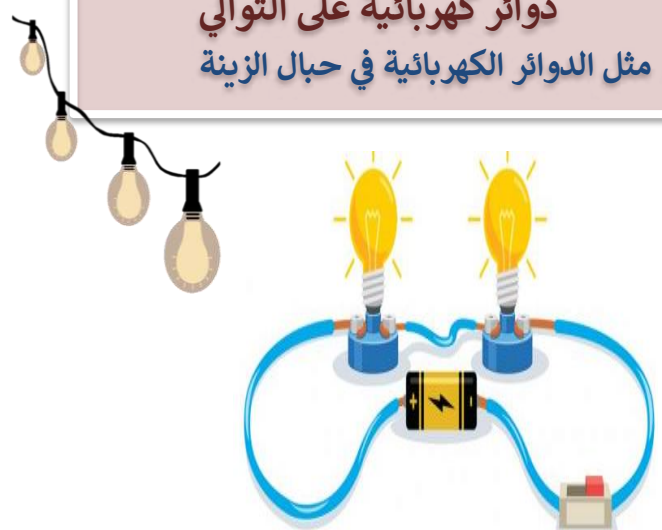 دوائر كهربائية على التوالي
مثل الدوائر الكهربائية في حبال الزينة
+ -